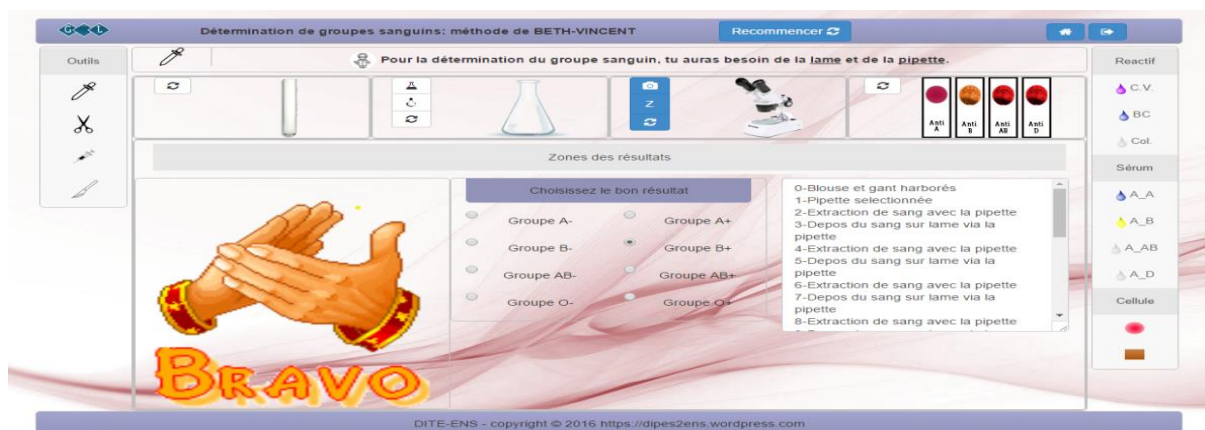 GEL
Détermination de groupes sanguins: méthode de BETH-VINCENT
Recommencer
Outils
Pour la détermination du groupe sanguin, tu auras besoin de la lame et de la pipette.
Reactif
C.V.
BC
Col.
Z
Anti A
Anti B
Anti AB
Anti D
Zones des résultats
Sérum
A_A
A_B
A_AB
A_D
Cellule
Choisissez le bon résultat
Groupe A-
Groupe A+
Groupe B-
Groupe B+
Groupe AB-
Groupe AB+
Groupe O-
Groupe O+
0-Blouse et gant harborés
1-Pipette selectionnée
2-Extraction de sang avec la pipette
3-Depos du sang sur lame via la
pipette
4-Extraction de sang avec la pipette
5-Depos du sang sur lame via la
pipette
6-Extraction de sang avec la pipette
7-Depos du sang sur lame via la
pipette
8-Extraction de sang avec la pipette
BRAVO
DITE-ENS - copyright © 2016 https://dipes2ens.wordpress.com